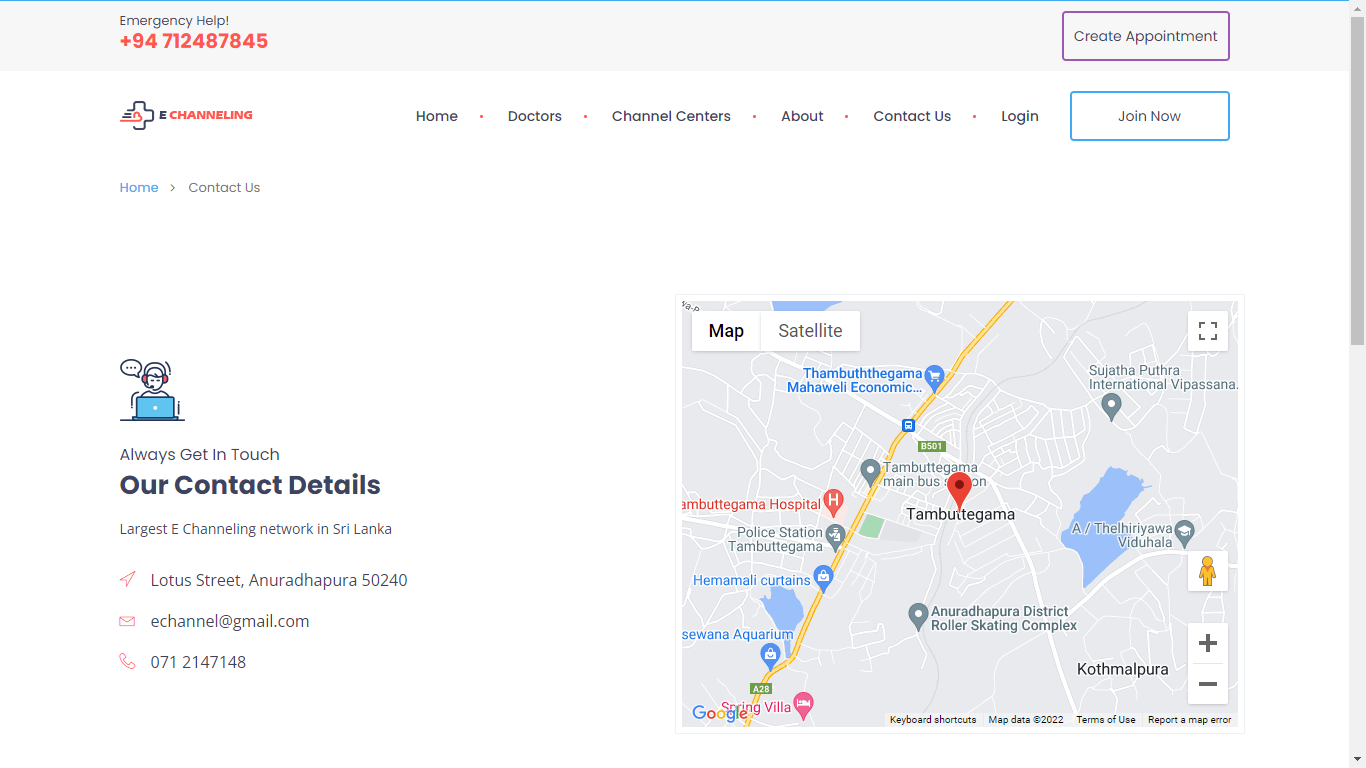 Emergency Help!
+94 712487845
Create Appointment
E CHANNELING
Home
Doctors
Channel Centers
About
Contact Us
Login
Join Now
Home > Contact Us
Always Get In Touch
Our Contact Details
Largest E Channeling network in Sri Lanka
Lotus Street, Anuradhapura 50240
echannel@gmail.com
071 2147148
wa-P
Map
Satellite
Thambuththegama
Mahaweli Economic...
Sujatha Puthra
International Vipassana.
B501
Tambuttegama
main bus station
ambuttegama Hospital
H
Tambuttegama
Police Station
Tambuttegama
A / Thelhiriyawa
Viduhala
Hemamali curtains
Anuradhapura District
Roller Skating Complex
sewana Aquarium
Kothmalpura
A28
Spring Villa
Google
Keyboard shortcuts
Map data ©2022
Terms of Use
Report a map error